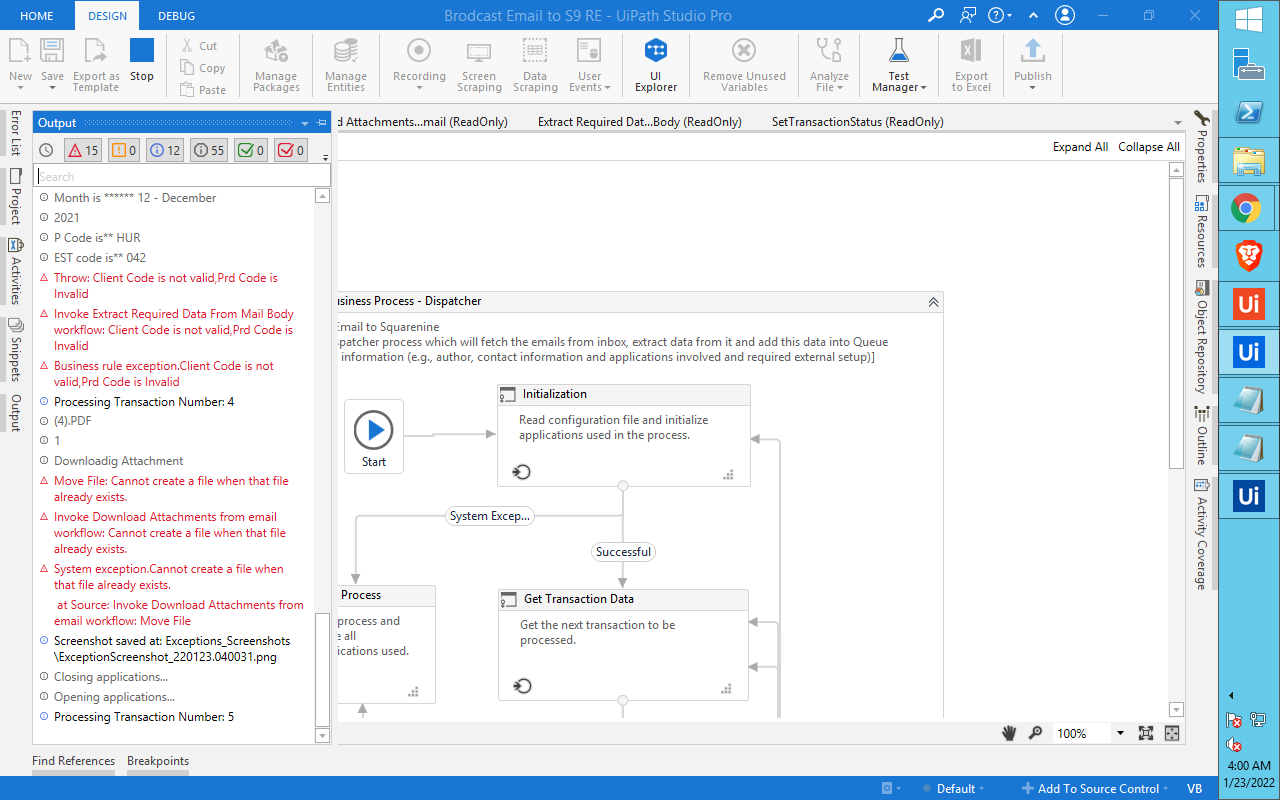 HOME
DESIGN
DEBUG
Brodcast Email to S9 RE - UiPath Studio Pro
New
Save
Export as
Template
Stop
Cut
Copy
Paste
Manage
Packages
Manage
Entities
Recording
Screen
Scraping
Data
Scraping
User
Events
UI
Explorer
Remove Unused
Variables
Analyze
File
Test
Manager
Export
to Excel
Publish
Error List
Project
Activities
Snippets
Output
Output
15
0
12
55
0
0
Search
Month is ****** 12 - December
2021
P Code is** HUR
EST code is** 042
Throw: Client Code is not valid,Prd Code is
Invalid
Invoke Extract Required Data From Mail Body
workflow: Client Code is not valid,Prd Code is
Invalid
Business rule exception.Client Code is not
valid,Prd Code is Invalid
Processing Transaction Number: 4
(4).PDF
1
Downloadig Attachment
Move File: Cannot create a file when that file
already exists.
Invoke Download Attachments from email
workflow: Cannot create a file when that file
already exists.
System exception.Cannot create a file when
that file already exists.
at Source: Invoke Download Attachments from
email workflow: Move File
Screenshot saved at: Exceptions_Screenshots
\ExceptionScreenshot_220123.040031.png
Closing applications...
Opening applications...
Processing Transaction Number: 5
Find References
Breakpoints
d Attachments...mail (ReadOnly)
Extract Required Dat...Body (ReadOnly)
SetTransactionStatus (ReadOnly)
Expand All
Collapse All
usiness Process - Dispatcher
Email to Squarenine
patcher process which will fetch the emails from inbox, extract data from it and add this data into Queue
information (e.g., author, contact information and applications involved and required external setup)]
Start
Initialization
Read configuration file and initialize
applications used in the process.
System Excep...
Successful
Process
process and
e all
ications used.
Get Transaction Data
Get the next transaction to be
processed.
100%
Properties
Resources
Object Repository
Outline
Activity Coverage
Default
Add To Source Control
VB
Ui
Ui
Ui
4:00 AM
1/23/2022